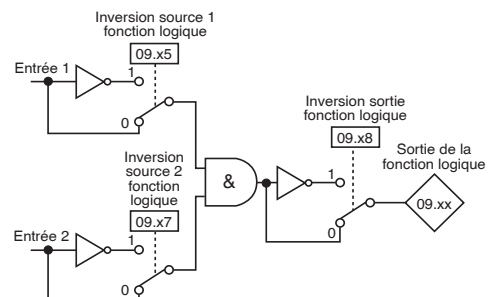 Inversion source 1
fonction logique
09.x5
Entrée 1
1
0
Inversion
source 2
fonction
logique
09.x7
Entrée 2
1
0
&
Inversion sortie
fonction logique
09.x8
1
0
Sortie de la
fonction logique
09.xx